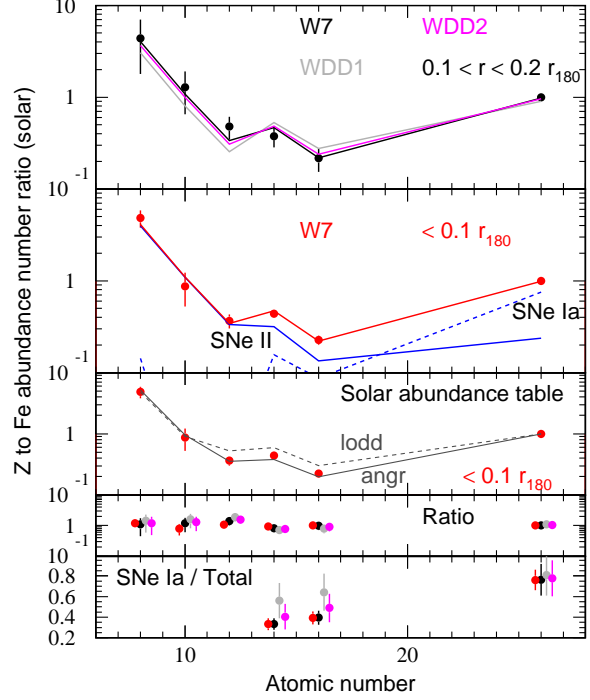 10
W7 WDD2
WDD1 0.1 < r < 0.2 r180
1
10 -1
W7 < 0.1 r180
1
SNe II SNe Ia
10 -1
10
Solar abundance table
lodd
1
angr < 0.1 r180
10 -1
10
Ratio
1
10
SNe Ia / Total
0.8
0.6
0.4
0.2
10 20
Atomic number
Z to Fe abundance number ratio (solar)